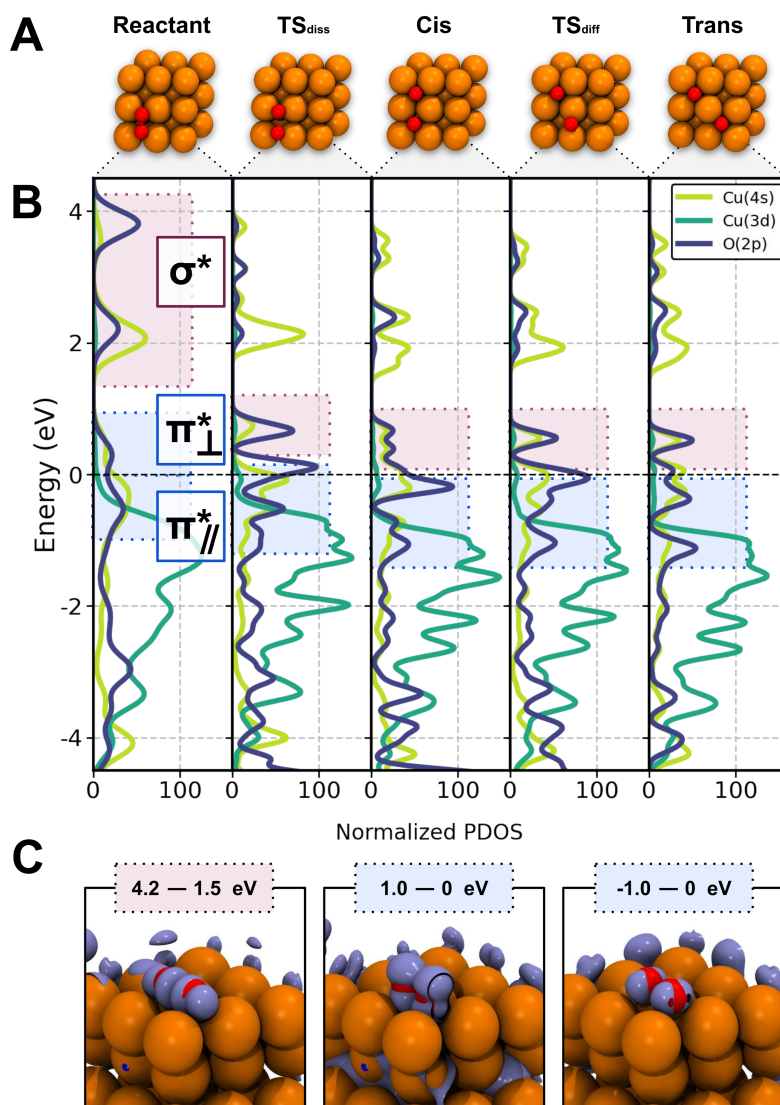 A
Reactant
TSdiss
Cis
TSdiff
Trans
B
4
2
0
-2
-4
Energy (eV)
σ*
π*⊥
π*//
Cu(4s)
Cu(3d)
O(2p)
0
100
0
100
0
100
0
100
0
100
Normalized PDOS
C
4.2 — 1.5 eV
1.0 — 0 eV
-1.0 — 0 eV